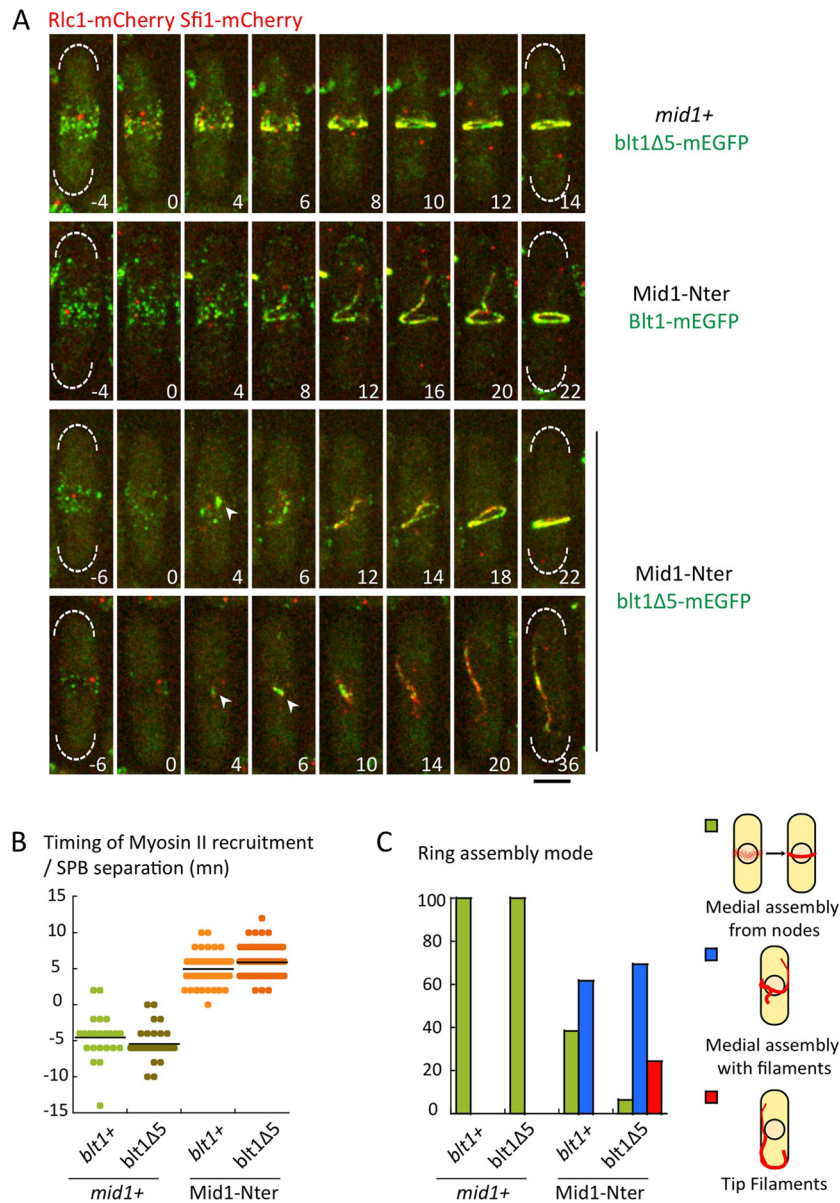 A
Rlc1-mCherry Sfi1-mCherry
-4 0 4 6 8 10 12 14
mid1+
blt1Δ5-mEGFP
-4 0 4 8 12 16 20 22
Mid1-Nter
Blt1-mEGFP
-6 0 4 6 12 14 18 22
Mid1-Nter
blt1Δ5-mEGFP
-6 0 4 6 10 14 20 36
B
Timing of Myosin II recruitment
/ SPB separation (mn)
15
10
5
0
-5
-10
-15
blt1+ blt1Δ5 blt1+ blt1Δ5
mid1+ Mid1-Nter
C
Ring assembly mode
100
80
60
40
20
0
blt1+ blt1Δ5 blt1+ blt1Δ5
mid1+ Mid1-Nter
Medial assembly
from nodes
Medial assembly
with filaments
Tip Filaments